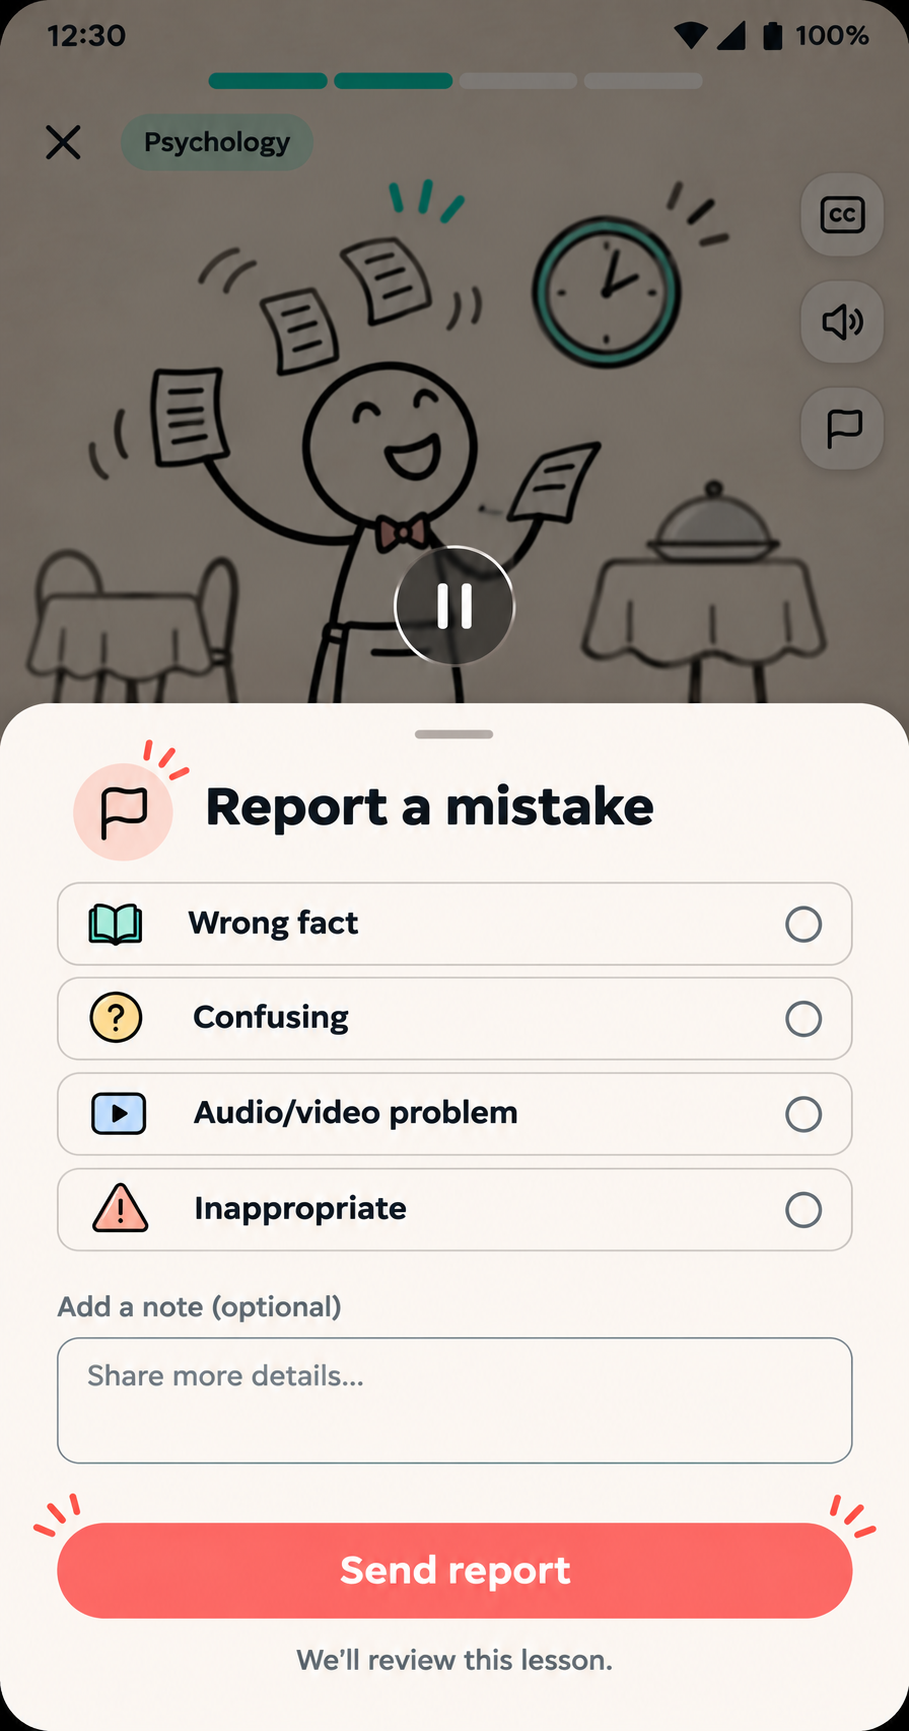 12:30
100%
Psychology
CC
Report a mistake
Wrong fact
? Confusing
Audio/video problem
! Inappropriate
Add a note (optional)
Share more details...
Send report
We'll review this lesson.